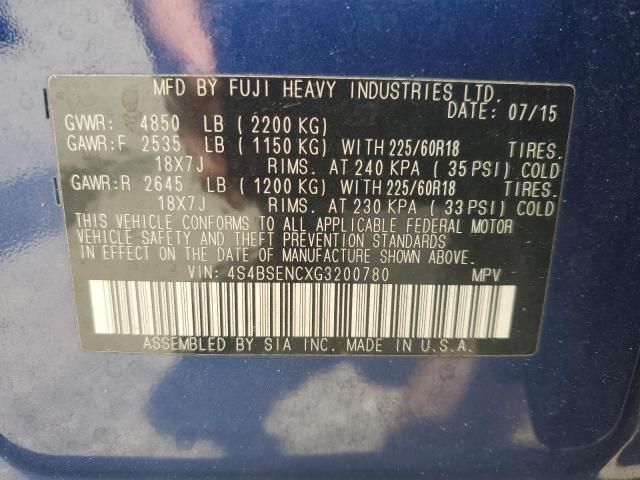 MFD BY FUJI HEAVY INDUSTRIES LTD.
DATE: 07/15
GVWR: 4850 LB ( 2200 KG)
GAWR:F 2535 LB ( 1150 KG) WITH 225/60R18 TIRES.
18X7J RIMS. AT 240 KPA ( 35 PSI) COLD
GAWR:R 2645 LB ( 1200 KG) WITH 225/60R18 TIRES.
18X7J RIMS. AT 230 KPA ( 33 PSI) COLD
THIS VEHICLE CONFORMS TO ALL APPLICABLE FEDERAL MOTOR
VEHICLE SAFETY AND THEFT PREVENTION STANDARDS
IN EFFECT ON THE DATE OF MANUFACTURE SHOWN ABOVE.
VIN: 4S4BSENCXG3200780 MPV
ASSEMBLED BY SIA INC. MADE IN U.S.A.